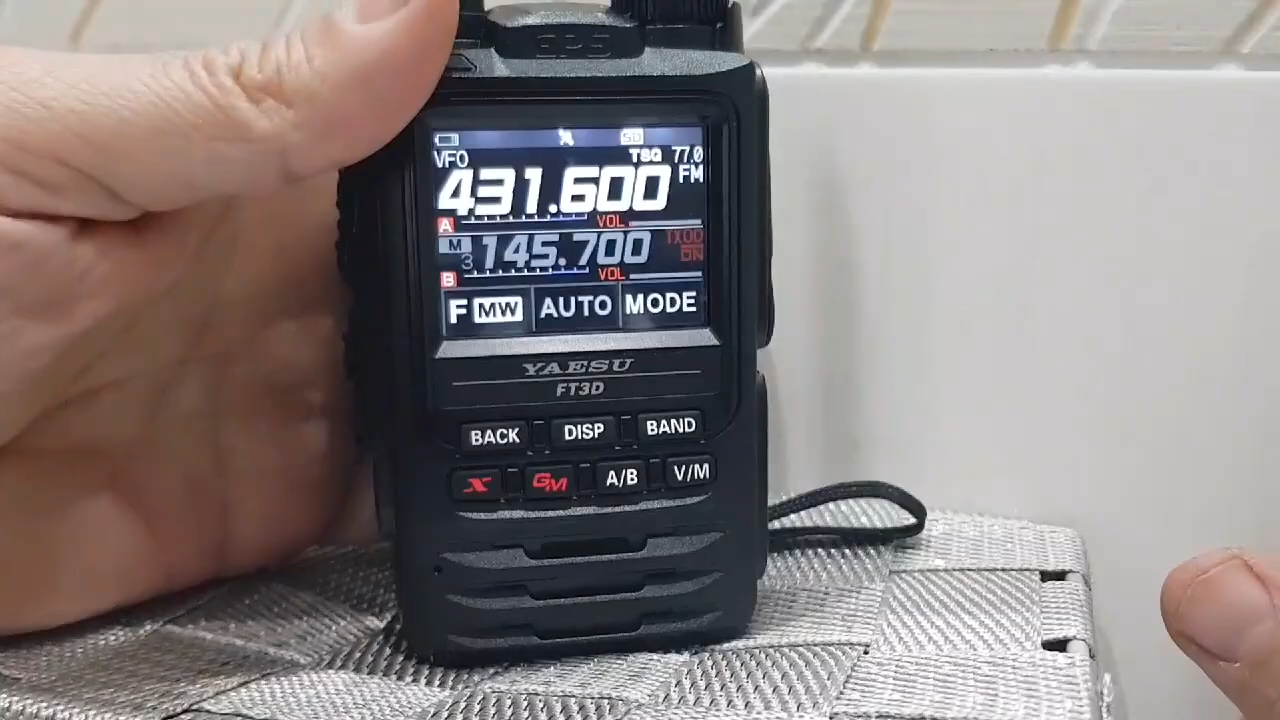 GPS
SD
VFO TSQ 77.0
431.600 FM
A VOL
M 3 145.700
DN
B VOL
F MW AUTO MODE
YAESU
FT3D
BACK DISP BAND
X GM A/B V/M